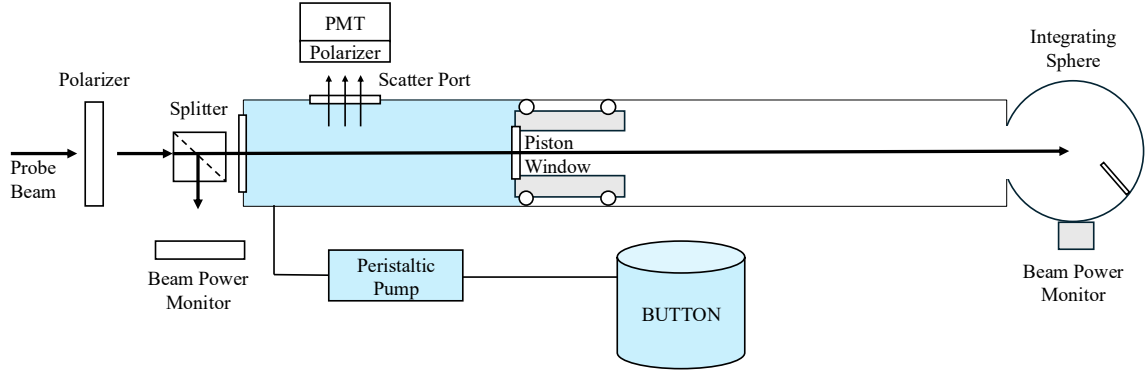 PMT
Polarizer
Scatter Port
Polarizer
Splitter
Probe
Beam
Piston
Window
Integrating
Sphere
Beam Power
Monitor
Peristaltic
Pump
BUTTON
Beam Power
Monitor